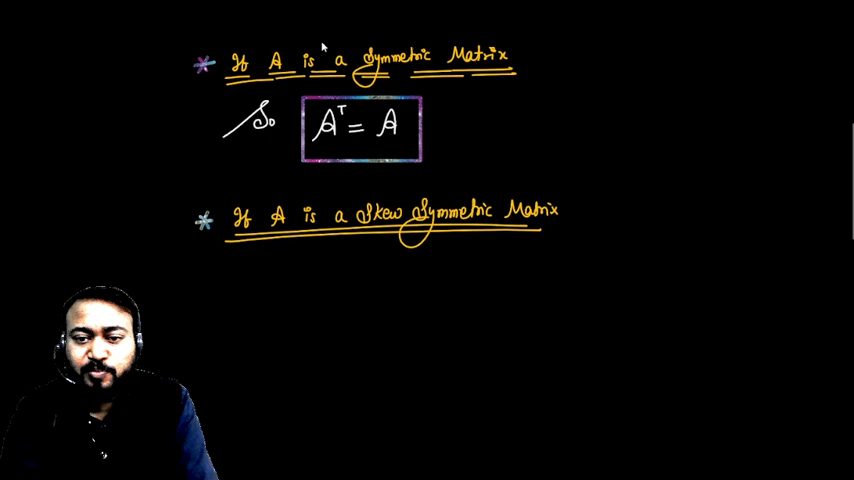 * If A is a Symmetric Matrix
So Aᵀ = A
* If A is a Skew Symmetric Matrix